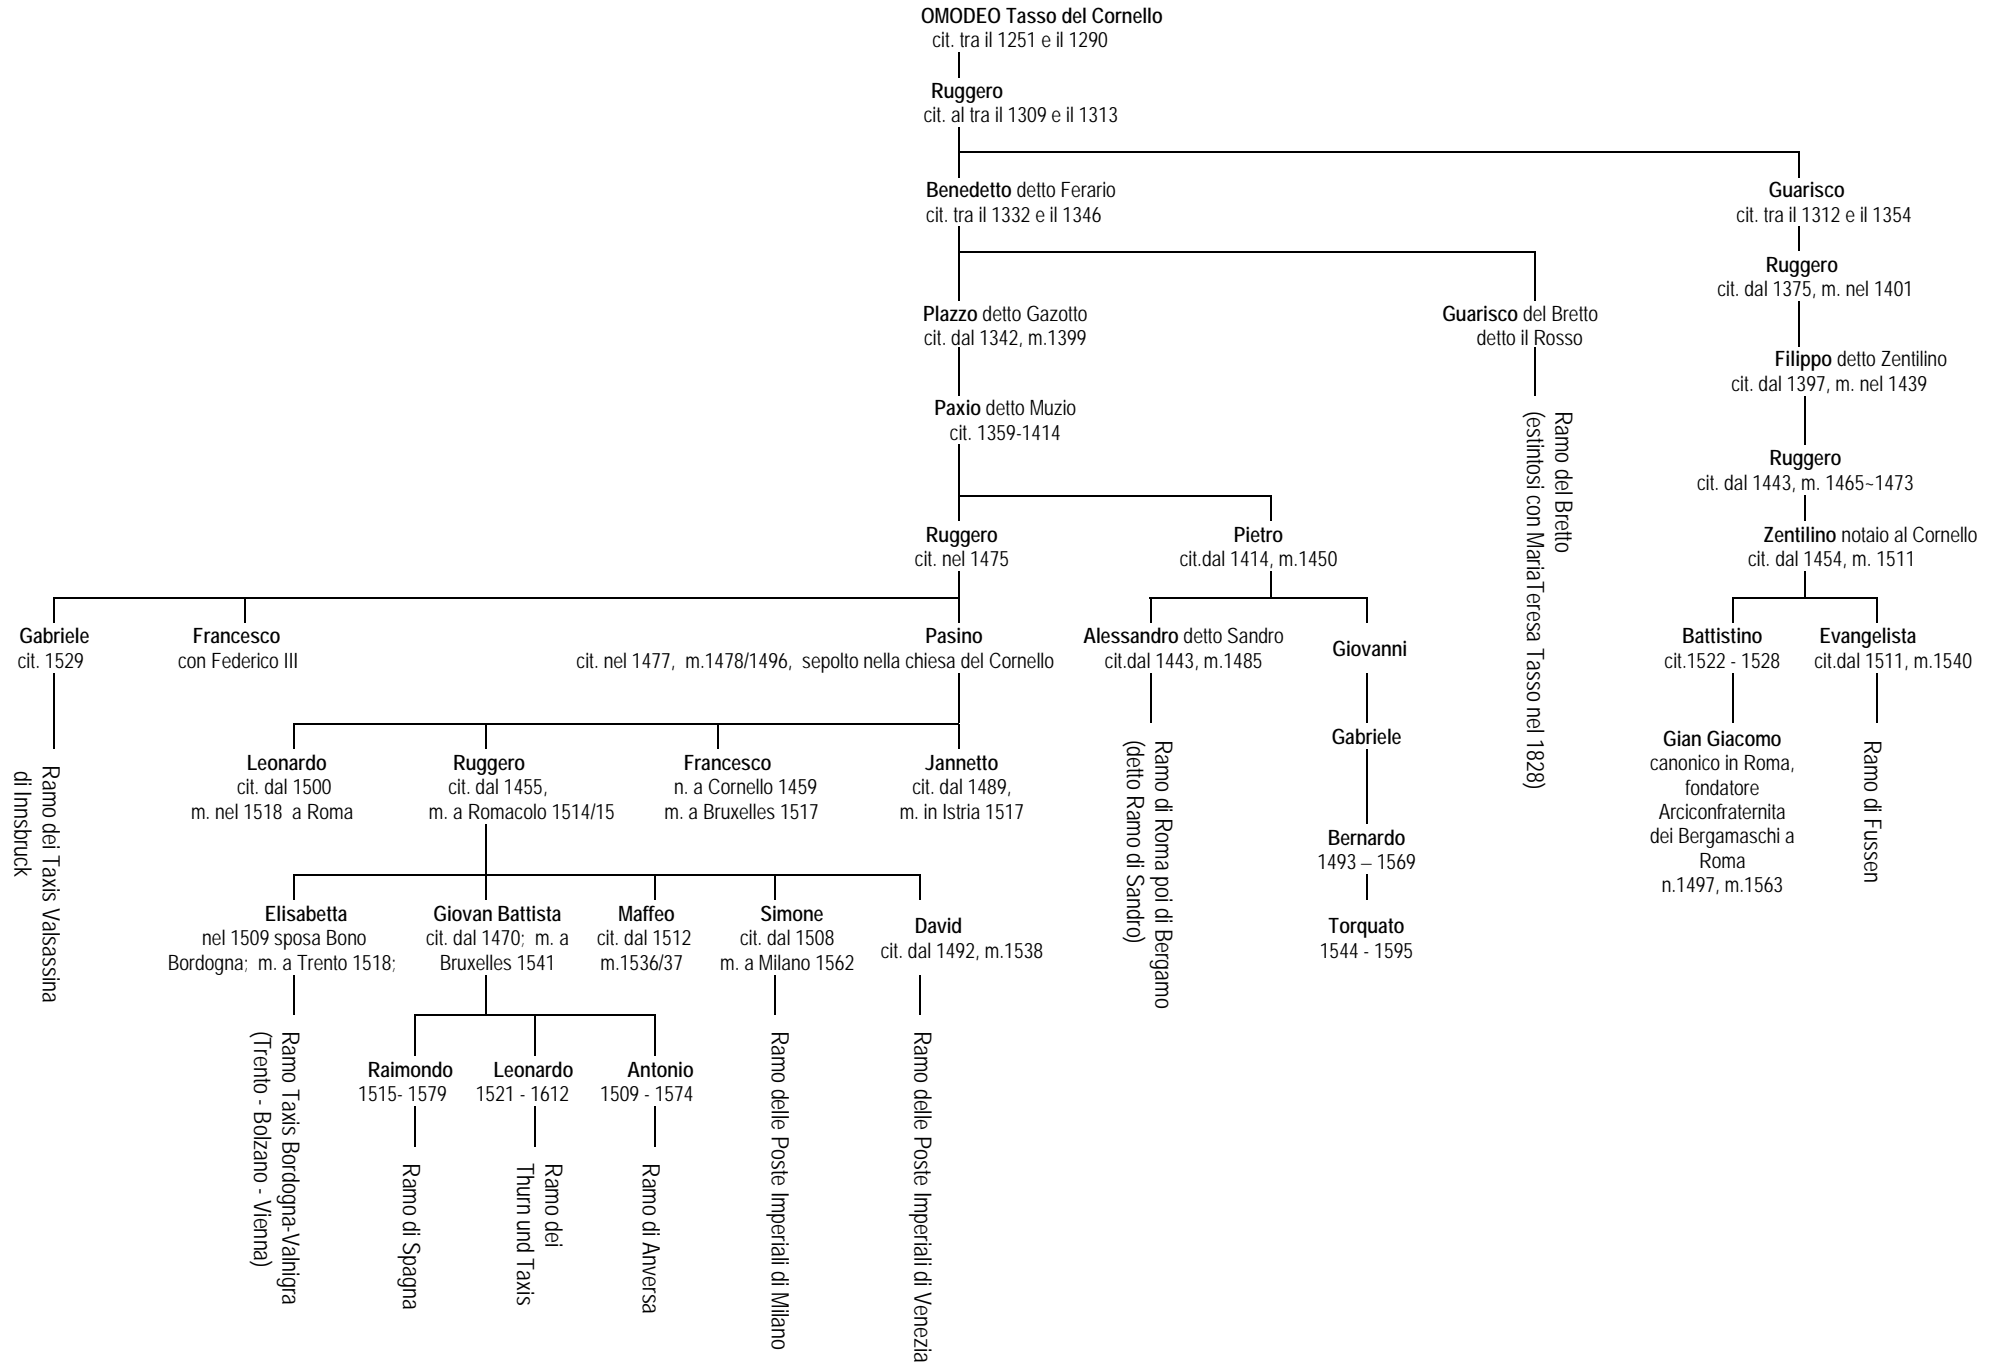 OMODEO Tasso del Cornello
cit. tra il 1251 e il 1290
Ruggero
cit. al tra il 1309 e il 1313
Benedetto detto Ferario
cit. tra il 1332 e il 1346
Guarisco
cit. tra il 1312 e il 1354
Ruggero
cit. dal 1375, m. nel 1401
Plazzo detto Gazotto
cit. dal 1342, m.1399
Guarisco del Bretto
detto il Rosso
Filippo detto Zentilino
cit. dal 1397, m. nel 1439
Paxio detto Muzio
cit. 1359-1414
Ramo del Bretto
(estintosi con MariaTeresa Tasso nel 1828)
Ruggero
cit. dal 1443, m. 1465~1473
Ruggero
cit. nel 1475
Pietro
cit.dal 1414, m.1450
Zentilino notaio al Cornello
cit. dal 1454, m. 1511
Gabriele
cit. 1529
Francesco
con Federico III
Pasino
cit. nel 1477, m.1478/1496, sepolto nella chiesa del Cornello
Alessandro detto Sandro
cit.dal 1443, m.1485
Giovanni
Battistino
cit.1522 - 1528
Evangelista
cit.dal 1511, m.1540
Ramo dei Taxis Valsassina
di Innsbruck
Leonardo
cit. dal 1500
m. nel 1518 a Roma
Ruggero
cit. dal 1455,
m. a Romacolo 1514/15
Francesco
n. a Cornello 1459
m. a Bruxelles 1517
Jannetto
cit. dal 1489,
m. in Istria 1517
Ramo di Roma poi di Bergamo
(detto Ramo di Sandro)
Gabriele
Gian Giacomo
canonico in Roma,
fondatore
Arciconfraternita
dei Bergamaschi a
Roma
n.1497, m.1563
Ramo di Fussen
Bernardo
1493 – 1569
Torquato
1544 - 1595
Elisabetta
nel 1509 sposa Bono
Bordogna; m. a Trento 1518;
Giovan Battista
cit. dal 1470; m. a
Bruxelles 1541
Maffeo
cit. dal 1512
m.1536/37
Simone
cit. dal 1508
m. a Milano 1562
David
cit. dal 1492, m.1538
Ramo Taxis Bordogna-Valnigra
(Trento - Bolzano - Vienna)
Raimondo
1515- 1579
Leonardo
1521 - 1612
Antonio
1509 - 1574
Ramo delle Poste Imperiali di Milano
Ramo delle Poste Imperiali di Venezia
Ramo di Spagna
Ramo dei
Thurn und Taxis
Ramo di Anversa